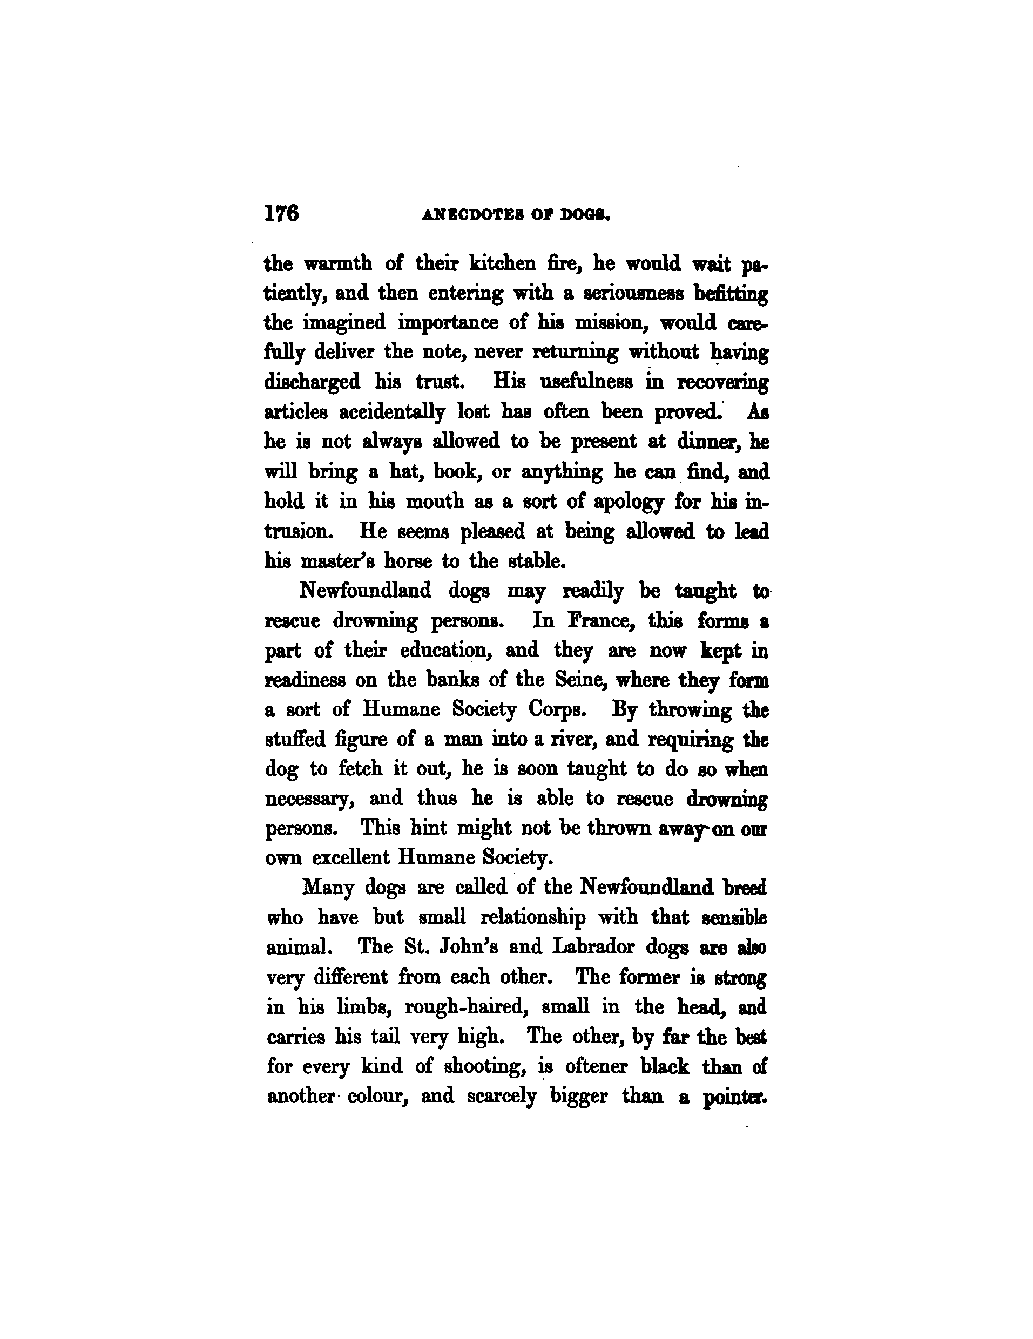 176 ANECDOTES OF DOGS.
the warmth of their kitchen fire, he would wait pa-
tiently, and then entering with a seriousness befitting
the imagined importance of his mission, would care-
fully deliver the note, never returning without having
discharged his trust. His usefulness in recovering
articles accidentally lost has often been proved. As
he is not always allowed to be present at dinner, he
will bring a hat, book, or anything he can find, and
hold it in his mouth as a sort of apology for his in-
trusion. He seems pleased at being allowed to lead
his master's horse to the stable.
Newfoundland dogs may readily be taught to
rescue drowning persons. In France, this forms a
part of their education, and they are now kept in
readiness on the banks of the Seine, where they form
a sort of Humane Society Corps. By throwing the
stuffed figure of a man into a river, and requiring the
dog to fetch it out, he is soon taught to do so when
necessary, and thus he is able to rescue drowning
persons. This hint might not be thrown away on our
own excellent Humane Society.
Many dogs are called of the Newfoundland breed
who have but small relationship with that sensible
animal. The St. John's and Labrador dogs are also
very different from each other. The former is strong
in his limbs, rough-haired, small in the head, and
carries his tail very high. The other, by far the best
for every kind of shooting, is oftener black than of
another colour, and scarcely bigger than a pointer.